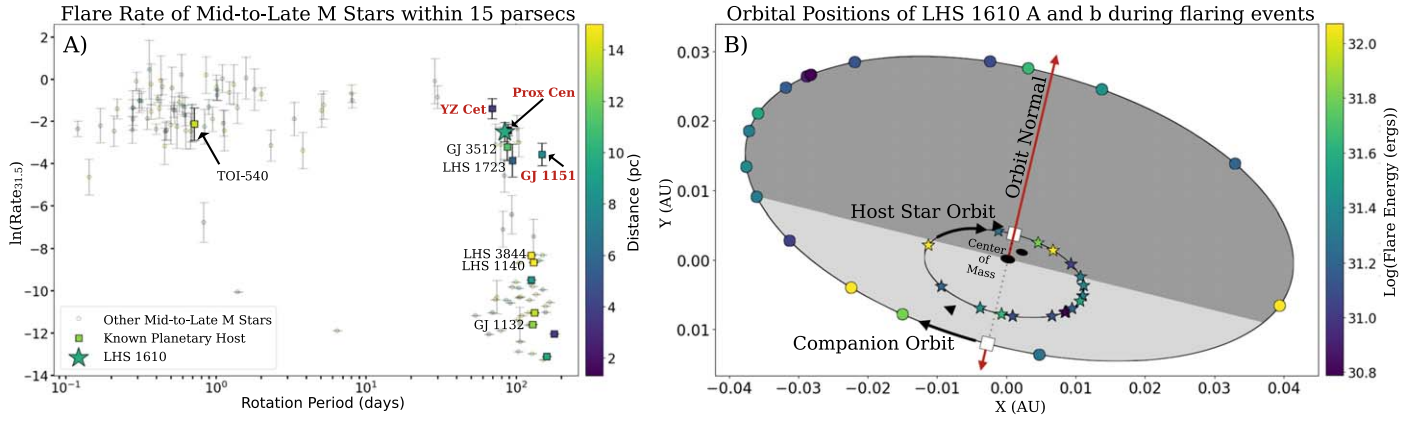 Flare Rate of Mid-to-Late M Stars within 15 parsecs
A)
ln(Rate31.5)
2
0
−2
−4
−6
−8
−10
−12
−14
YZ Cet
Prox Cen
GJ 3512
LHS 1723
GJ 1151
TOI-540
LHS 3844
LHS 1140
GJ 1132
Other Mid-to-Late M Stars
Known Planetary Host
LHS 1610
10−1
100
101
102
Rotation Period (days)
14
12
10
8
6
4
2
Distance (pc)
Orbital Positions of LHS 1610 A and b during flaring events
B)
Y (AU)
0.03
0.02
0.01
0.00
0.01
Orbit Normal
Host Star Orbit
Center
of
Mass
Companion Orbit
−0.04
−0.03
−0.02
−0.01
0.00
0.01
0.02
0.03
0.04
X (AU)
32.0
31.8
31.6
31.4
31.2
31.0
30.8
Log(Flare Energy (ergs))